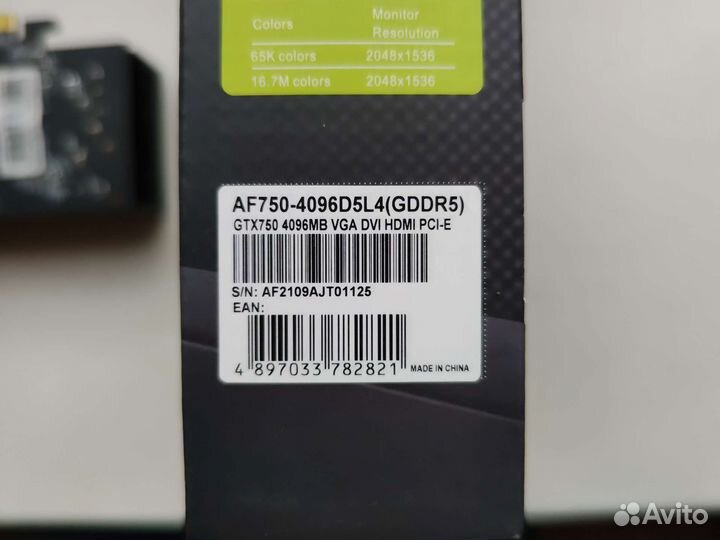 Colors Monitor Resolution
65K colors 2048x1536
16.7M colors 2048x1536
AF750-4096D5L4(GDDR5)
GTX750 4096MB VGA DVI HDMI PCI-E
S/N: AF2109AJT01125
EAN:
4 897033 782821 MADE IN CHINA
Avito